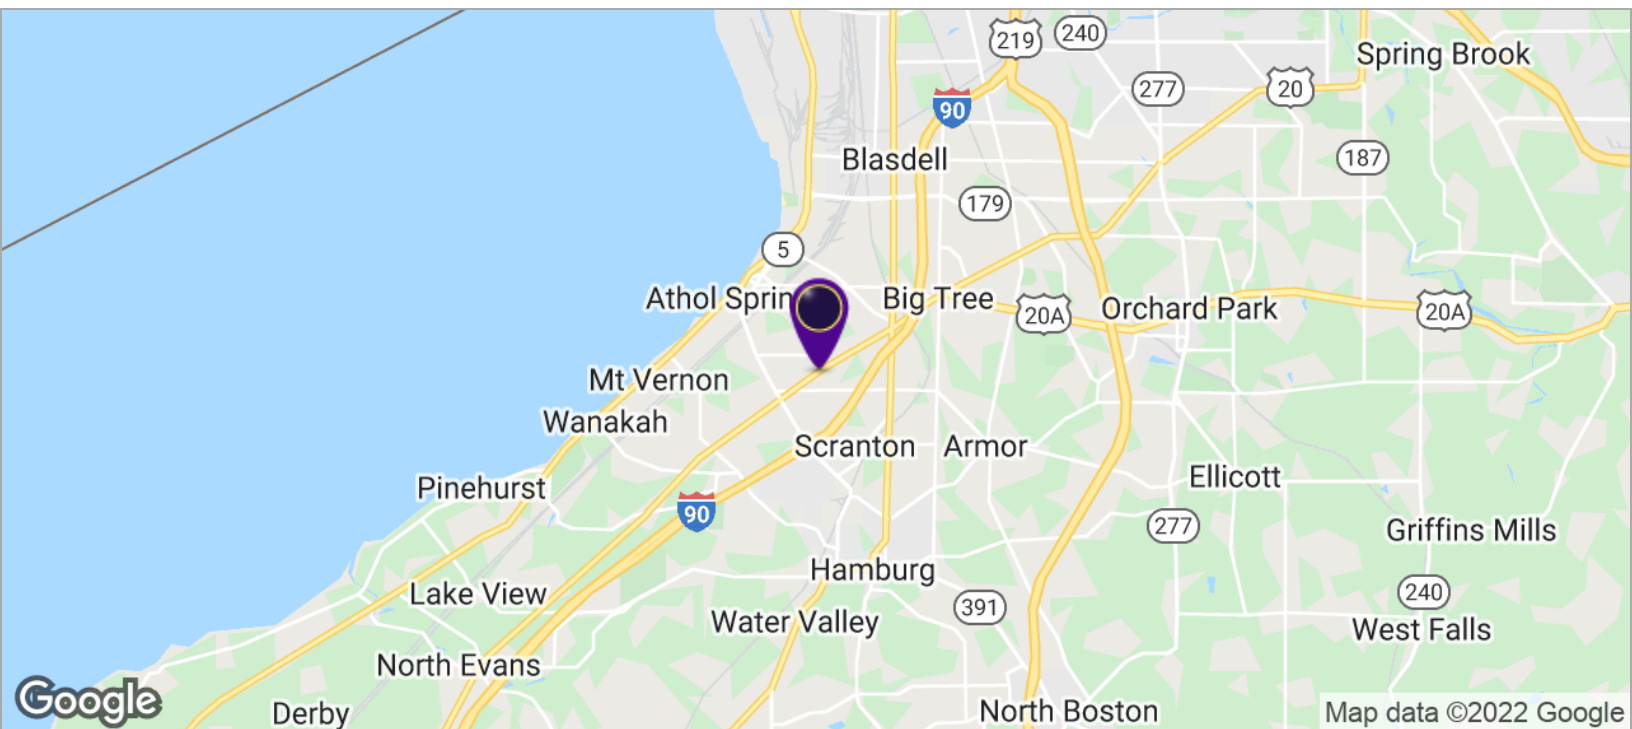 219
240
Spring Brook
277
20
90
Blasdell
187
179
5
Athol Sprin
Big Tree
20A
Orchard Park
20A
Mt Vernon
Wanakah
Scranton
Armor
Ellicott
Pinehurst
90
277
Griffins Mills
Hamburg
Lake View
391
240
Water Valley
West Falls
North Evans
Google
Derby
North Boston
Map data ©2022 Google